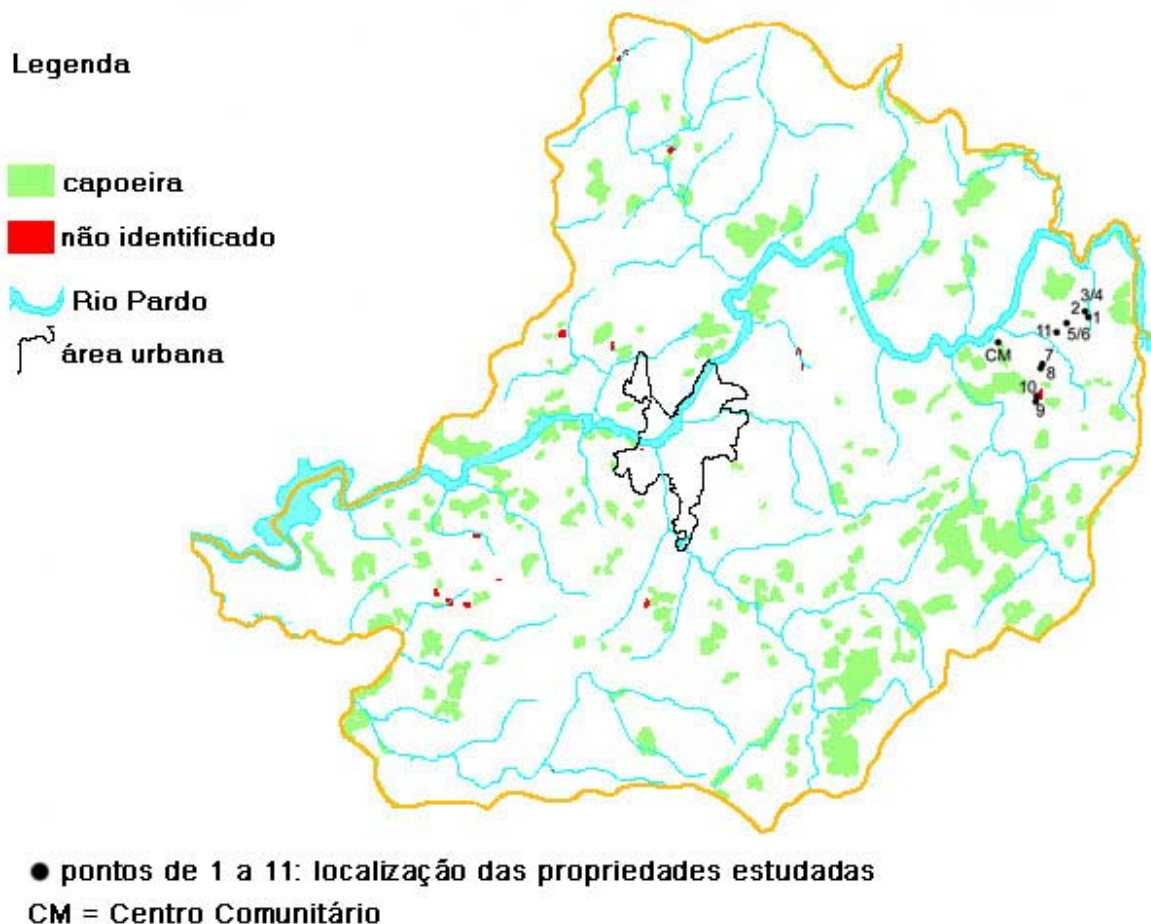 Legenda
capoeira
não identificado
Rio Pardo
área urbana
3/4
2
1
11
5/6
CM
7
8
10
9
● pontos de 1 a 11: localização das propriedades estudadas
CM = Centro Comunitário